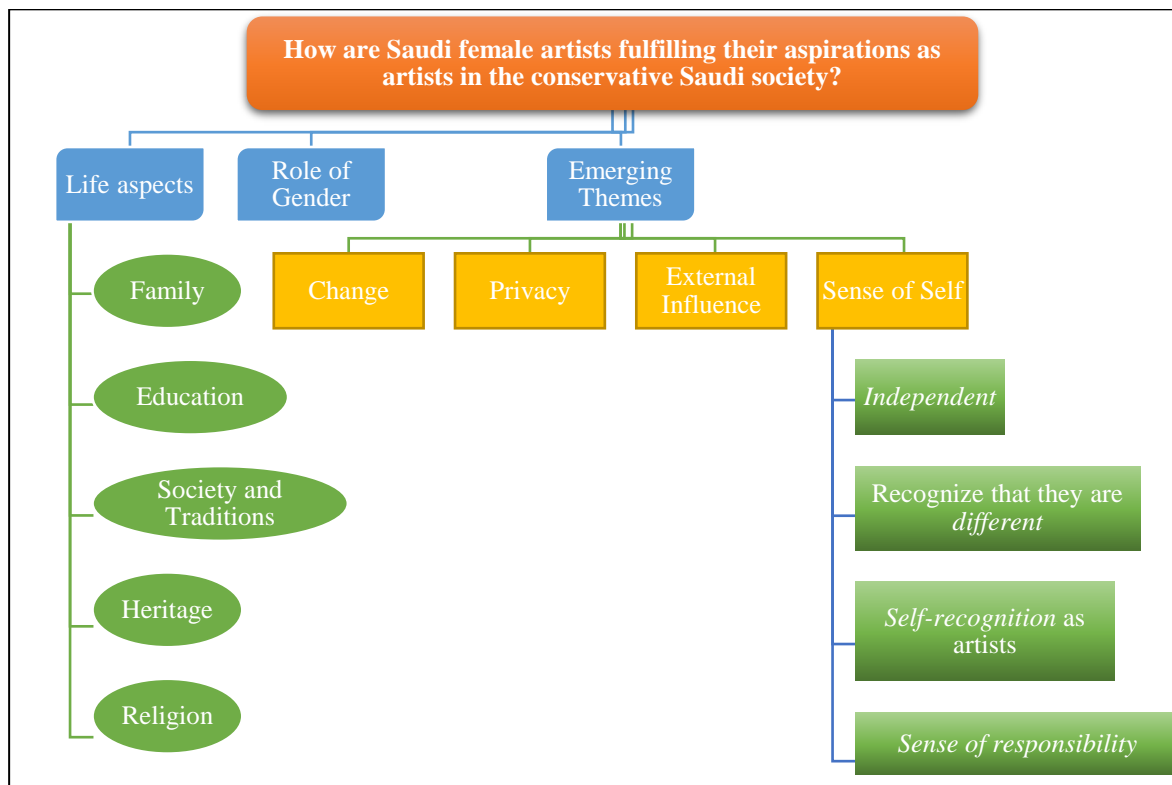 How are Saudi female artists fulfilling their aspirations as
artists in the conservative Saudi society?
Life aspects
Role of
Gender
Emerging
Themes
Family
Education
Society and
Traditions
Heritage
Religion
Change
Privacy
External
Influence
Sense of Self
Independent
Recognize that they are
different
Self-recognition as
artists
Sense of responsibility